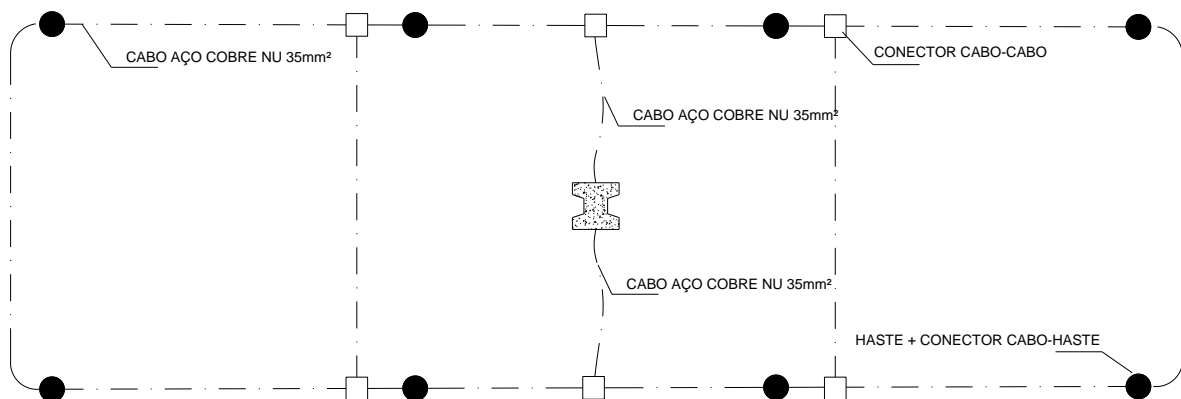 CABO AÇO COBRE NU 35mm²
CONECTOR CABO-CABO
CABO AÇO COBRE NU 35mm²
CABO AÇO COBRE NU 35mm²
HASTE + CONECTOR CABO-HASTE